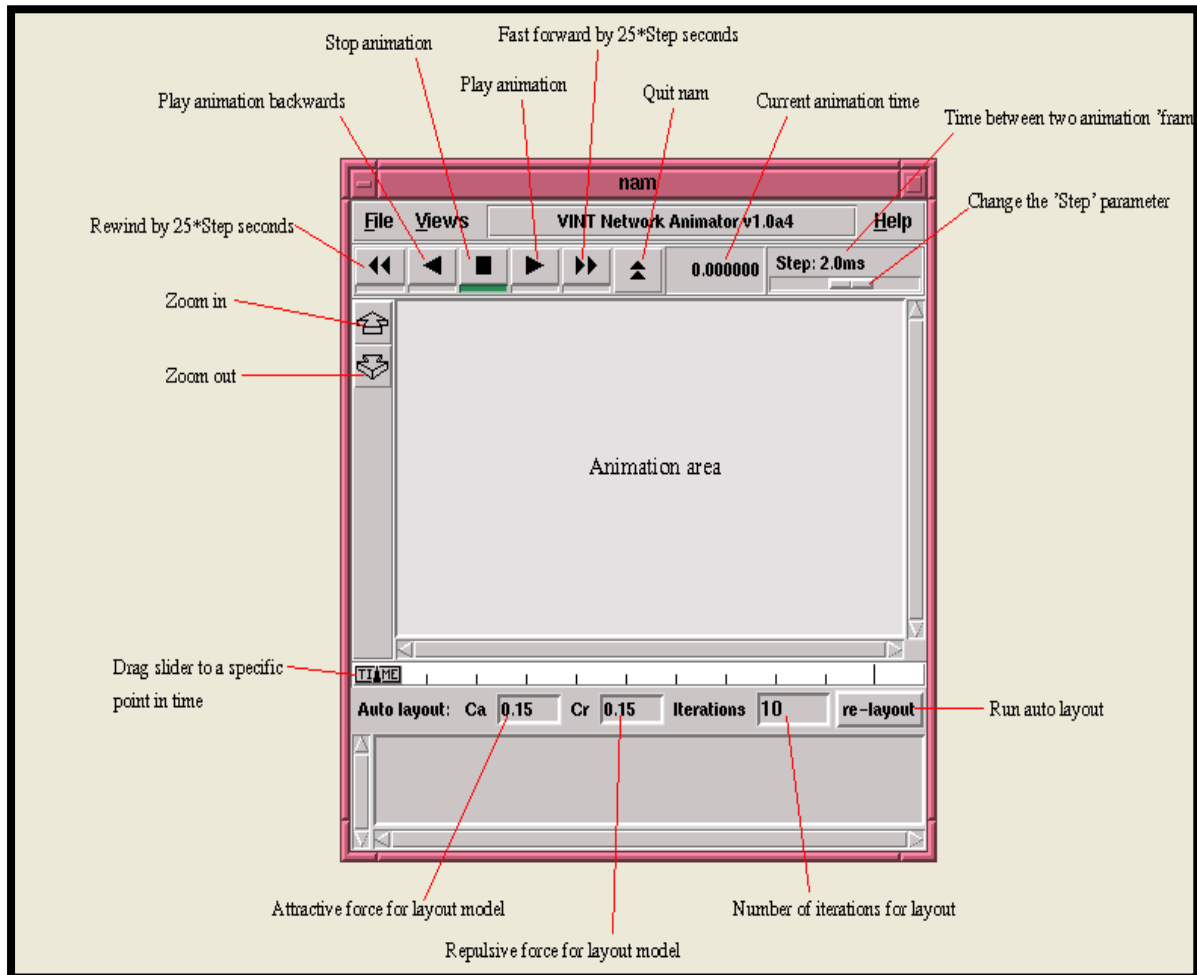 Fast forward by 25*Step seconds
Stop animation
Play animation
Quit nam
Play animation backwards
Current animation time
Time between two animation 'fram
nam
Change the 'Step' parameter
File Views VINT Network Animator v1.0a4 Help
Rewind by 25*Step seconds
0.000000 Step: 2.0ms
Zoom in
Zoom out
Animation area
Drag slider to a specific
point in time
TIME
Auto layout: Ca 0.15 Cr 0.15 Iterations 10 re-layout
Run auto layout
Attractive force for layout model
Number of iterations for layout
Repulsive force for layout model